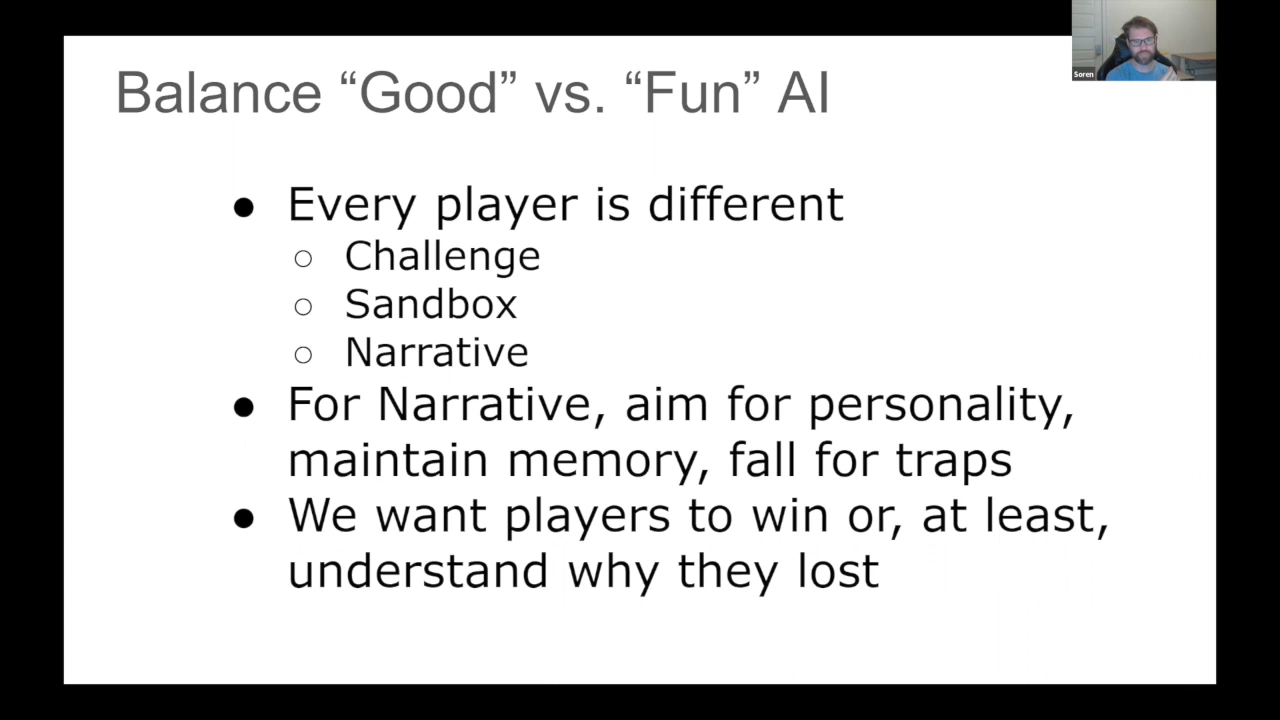 Soren
Balance “Good” vs. “Fun” AI
● Every player is different
○ Challenge
○ Sandbox
○ Narrative
● For Narrative, aim for personality,
maintain memory, fall for traps
● We want players to win or, at least,
understand why they lost